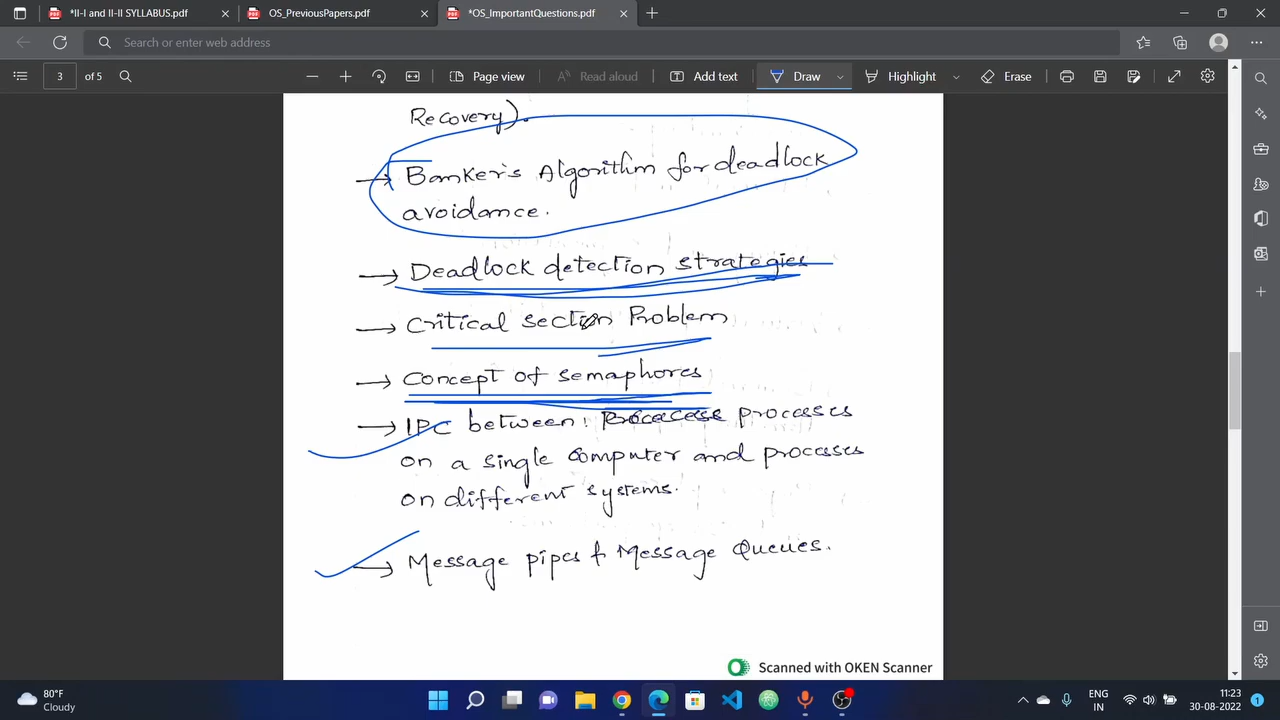 *II-I and II-II SYLLABUS.pdf
OS_PreviousPapers.pdf
*OS_ImportantQuestions.pdf
Search or enter web address
3 of 5
Page view
Read aloud
Add text
Draw
Highlight
Erase
Recovery).
→ Banker's Algorithm for deadlock
avoidance.
→ Deadlock detection strategies
→ Critical section Problem
→ Concept of semaphores
→ IPC between processes
on a single computer and processes
on different systems.
→ Message pipes & Message Queues.
Scanned with OKEN Scanner
80°F
Cloudy
ENG
IN
11:23
30-08-2022